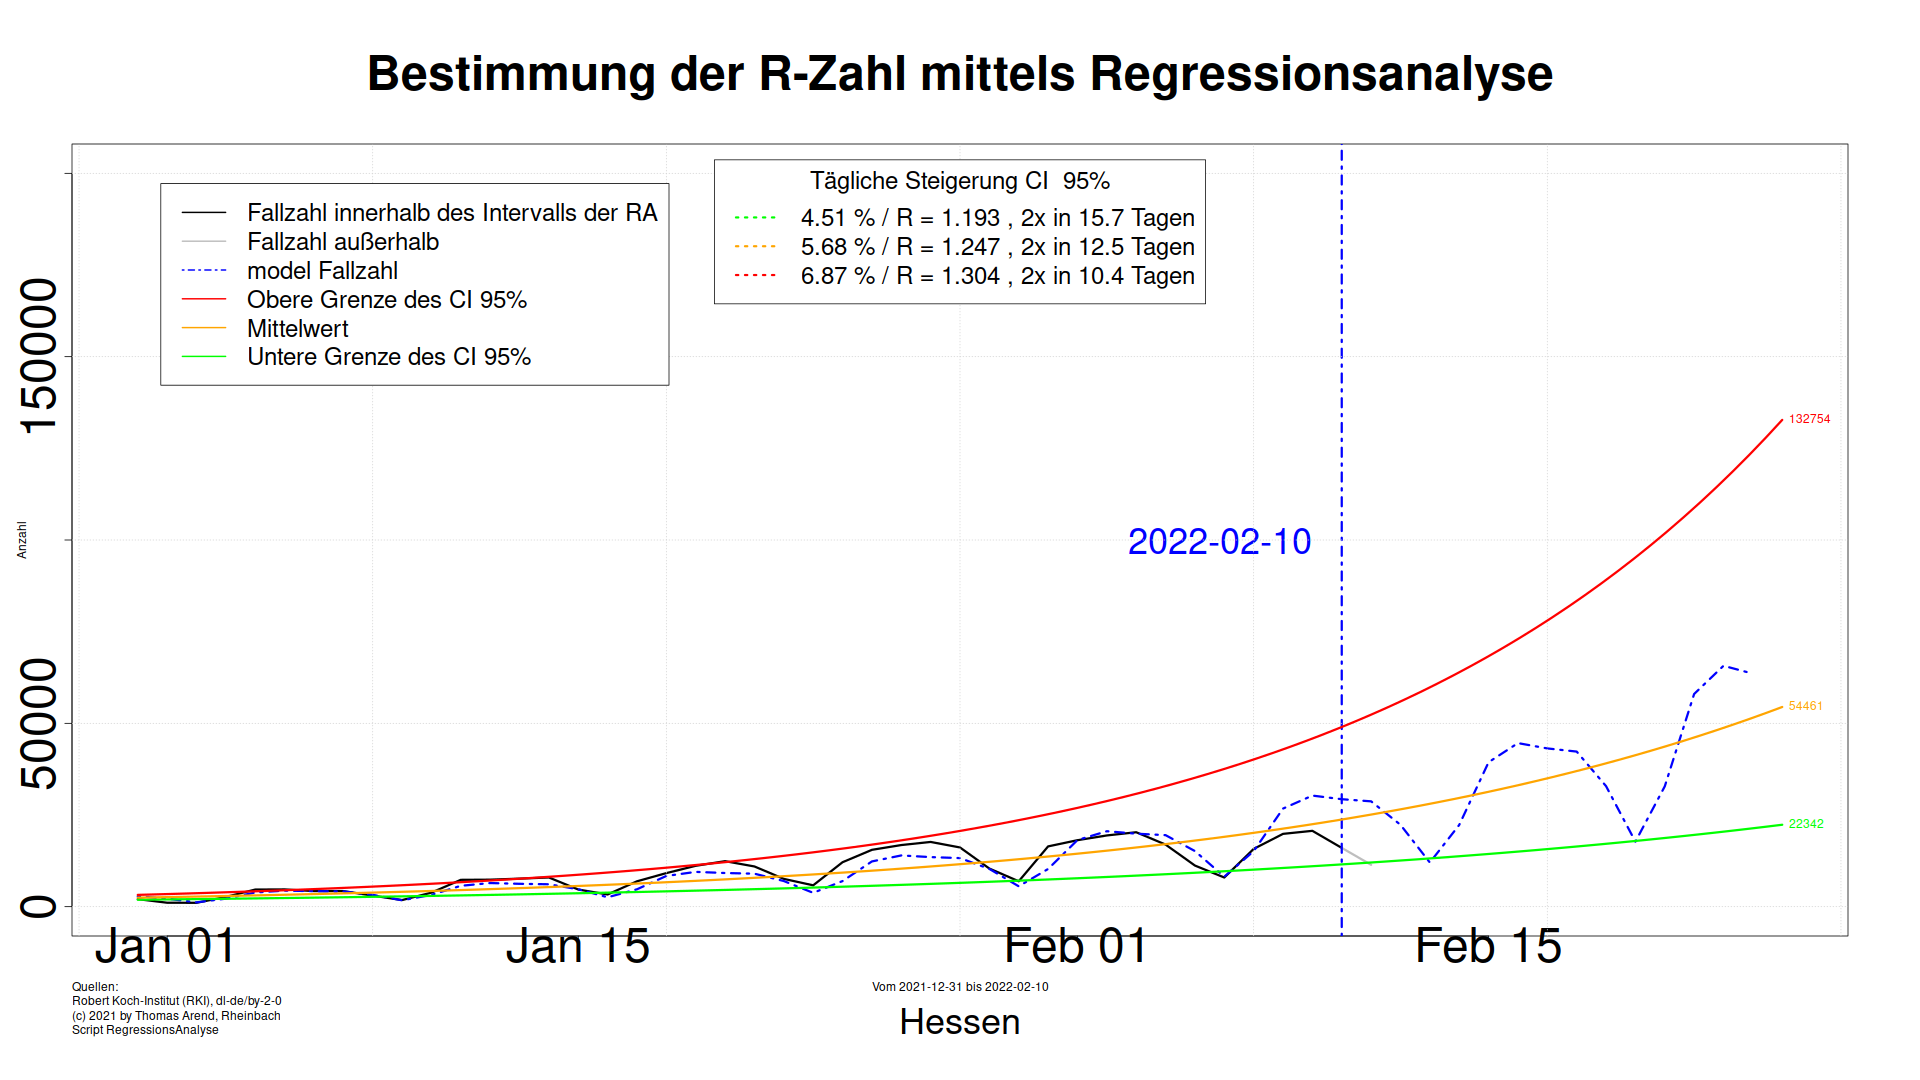 Bestimmung der R-Zahl mittels Regressionsanalyse
Fallzahl innerhalb des Intervalls der RA
Fallzahl außerhalb
model Fallzahl
Obere Grenze des CI 95%
Mittelwert
Untere Grenze des CI 95%
Tägliche Steigerung CI 95%
4.51 % / R = 1.193 , 2x in 15.7 Tagen
5.68 % / R = 1.247 , 2x in 12.5 Tagen
6.87 % / R = 1.304 , 2x in 10.4 Tagen
150000
50000
0
Anzahl
2022-02-10
132754
54461
22342
Jan 01
Jan 15
Feb 01
Feb 15
Quellen:
Robert Koch-Institut (RKI), dl-de/by-2-0
(c) 2021 by Thomas Arend, Rheinbach
Script RegressionsAnalyse
Vom 2021-12-31 bis 2022-02-10
Hessen